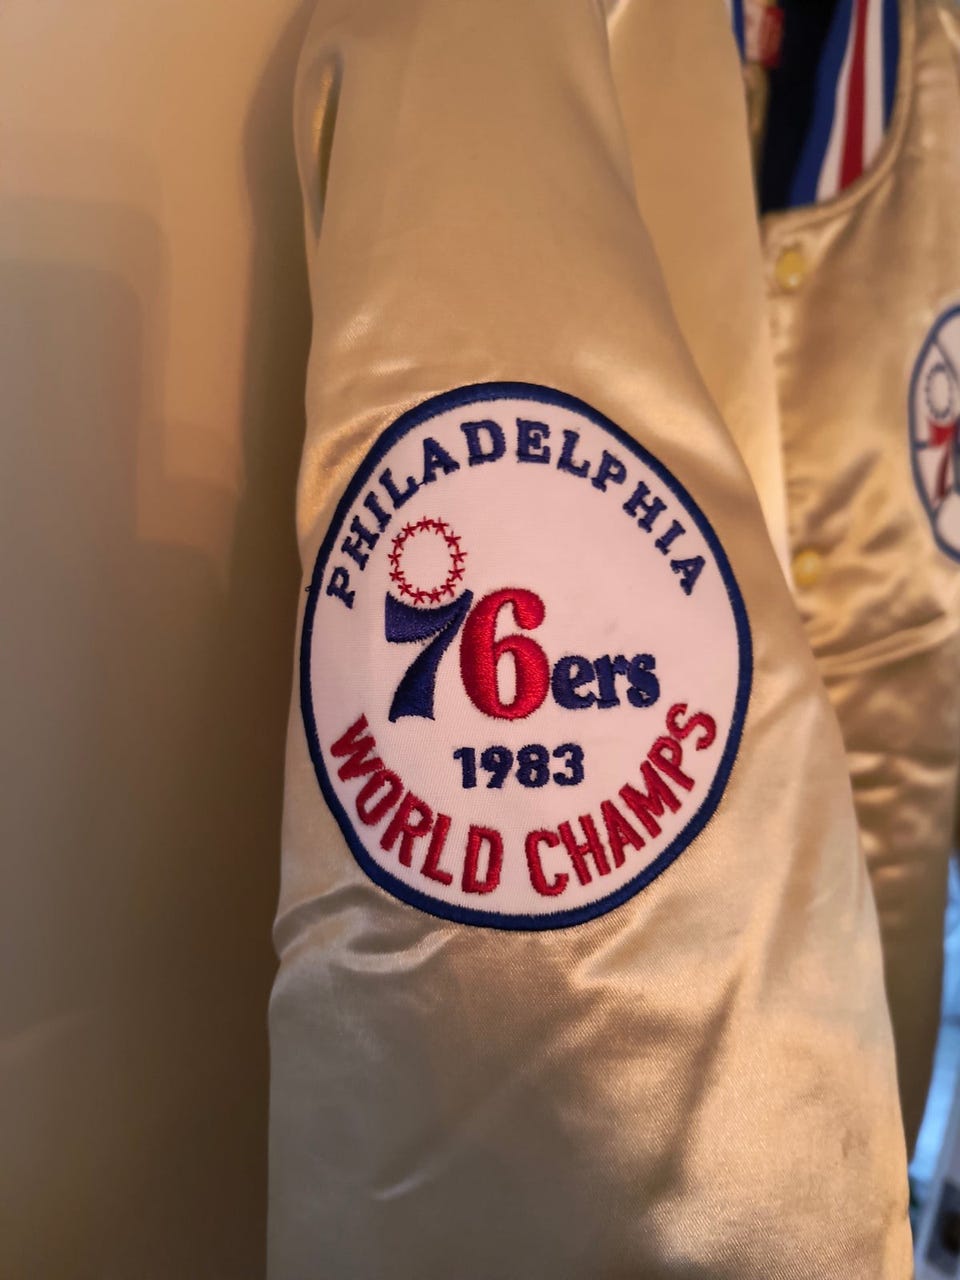 PHILADELPHIA
76ers
1983
WORLD CHAMPS